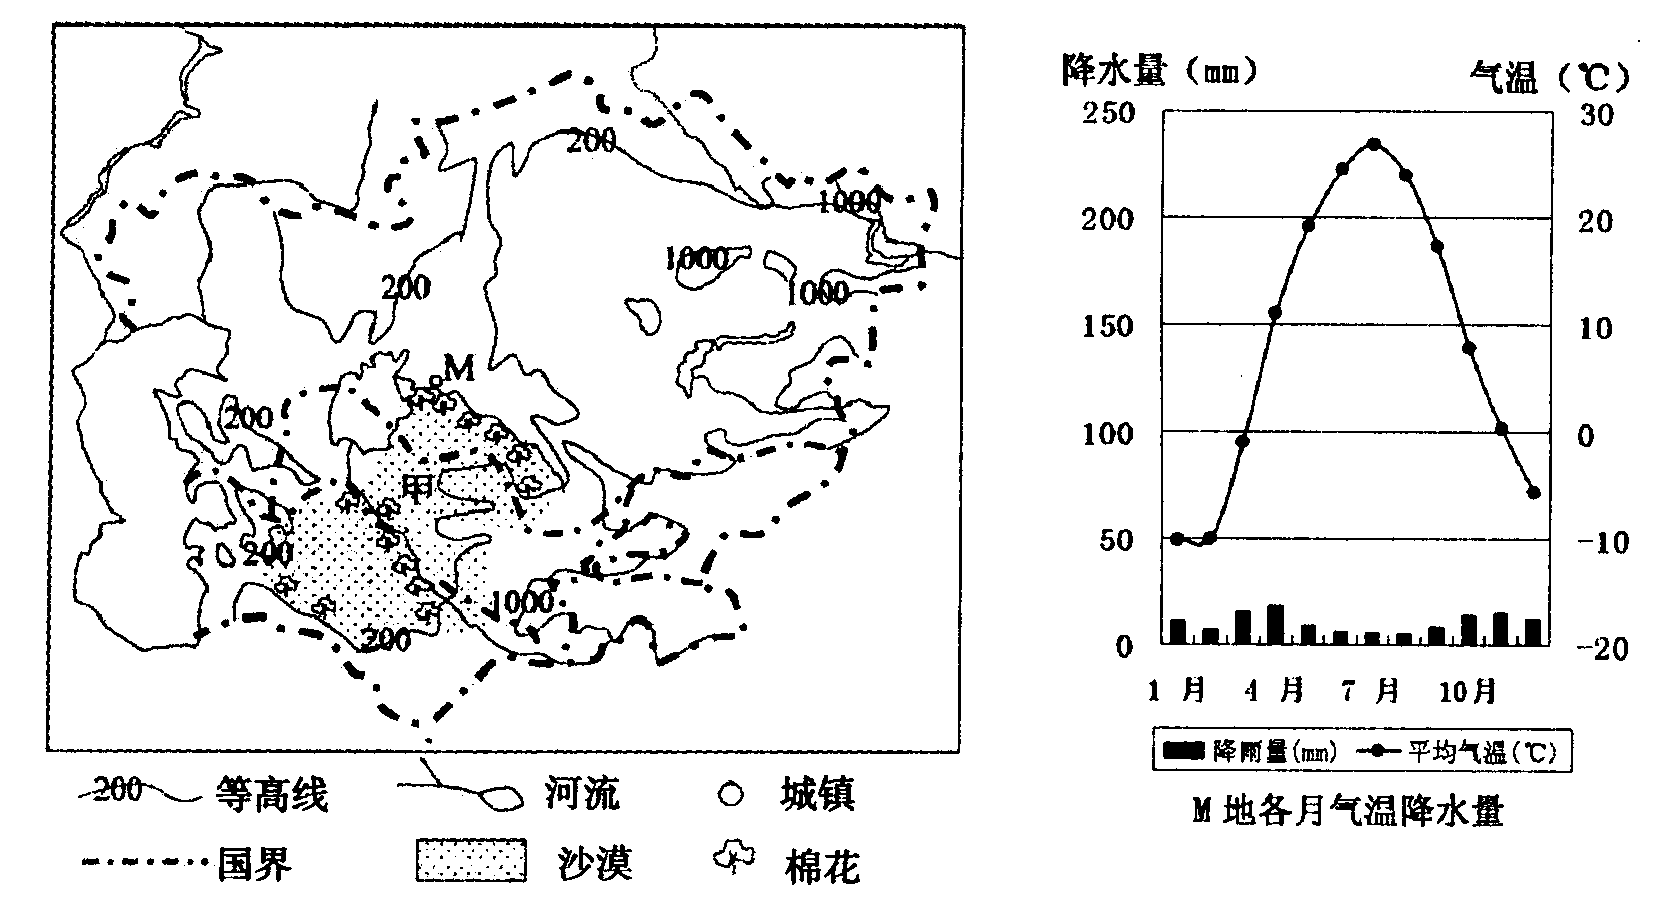 200
1000
1000
1000
200
M
200
甲
200
1000
200
200 等高线
河流
城镇
国界
沙漠
棉花
降水量（mm）
气温（℃）
250
200
150
100
50
0
30
20
10
0
-10
-20
1 月 4 月 7 月 10月
降雨量(mm) 平均气温(℃)
M 地各月气温降水量